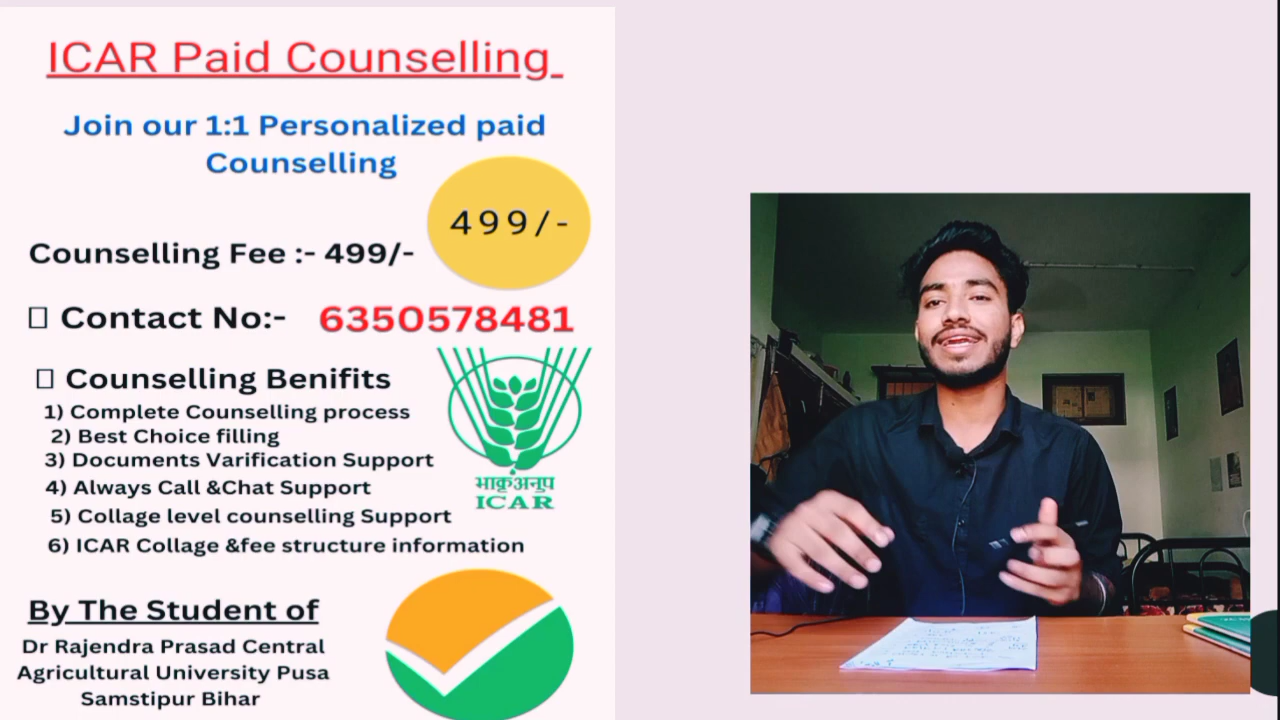 ICAR Paid Counselling
Join our 1:1 Personalized paid
Counselling
499/-
Counselling Fee :- 499/-
Contact No:- 6350578481
Counselling Benifits
1) Complete Counselling process
2) Best Choice filling
3) Documents Varification Support
4) Always Call &Chat Support
5) Collage level counselling Support
6) ICAR Collage &fee structure information
भाकृअनुप
ICAR
By The Student of
Dr Rajendra Prasad Central
Agricultural University Pusa
Samstipur Bihar